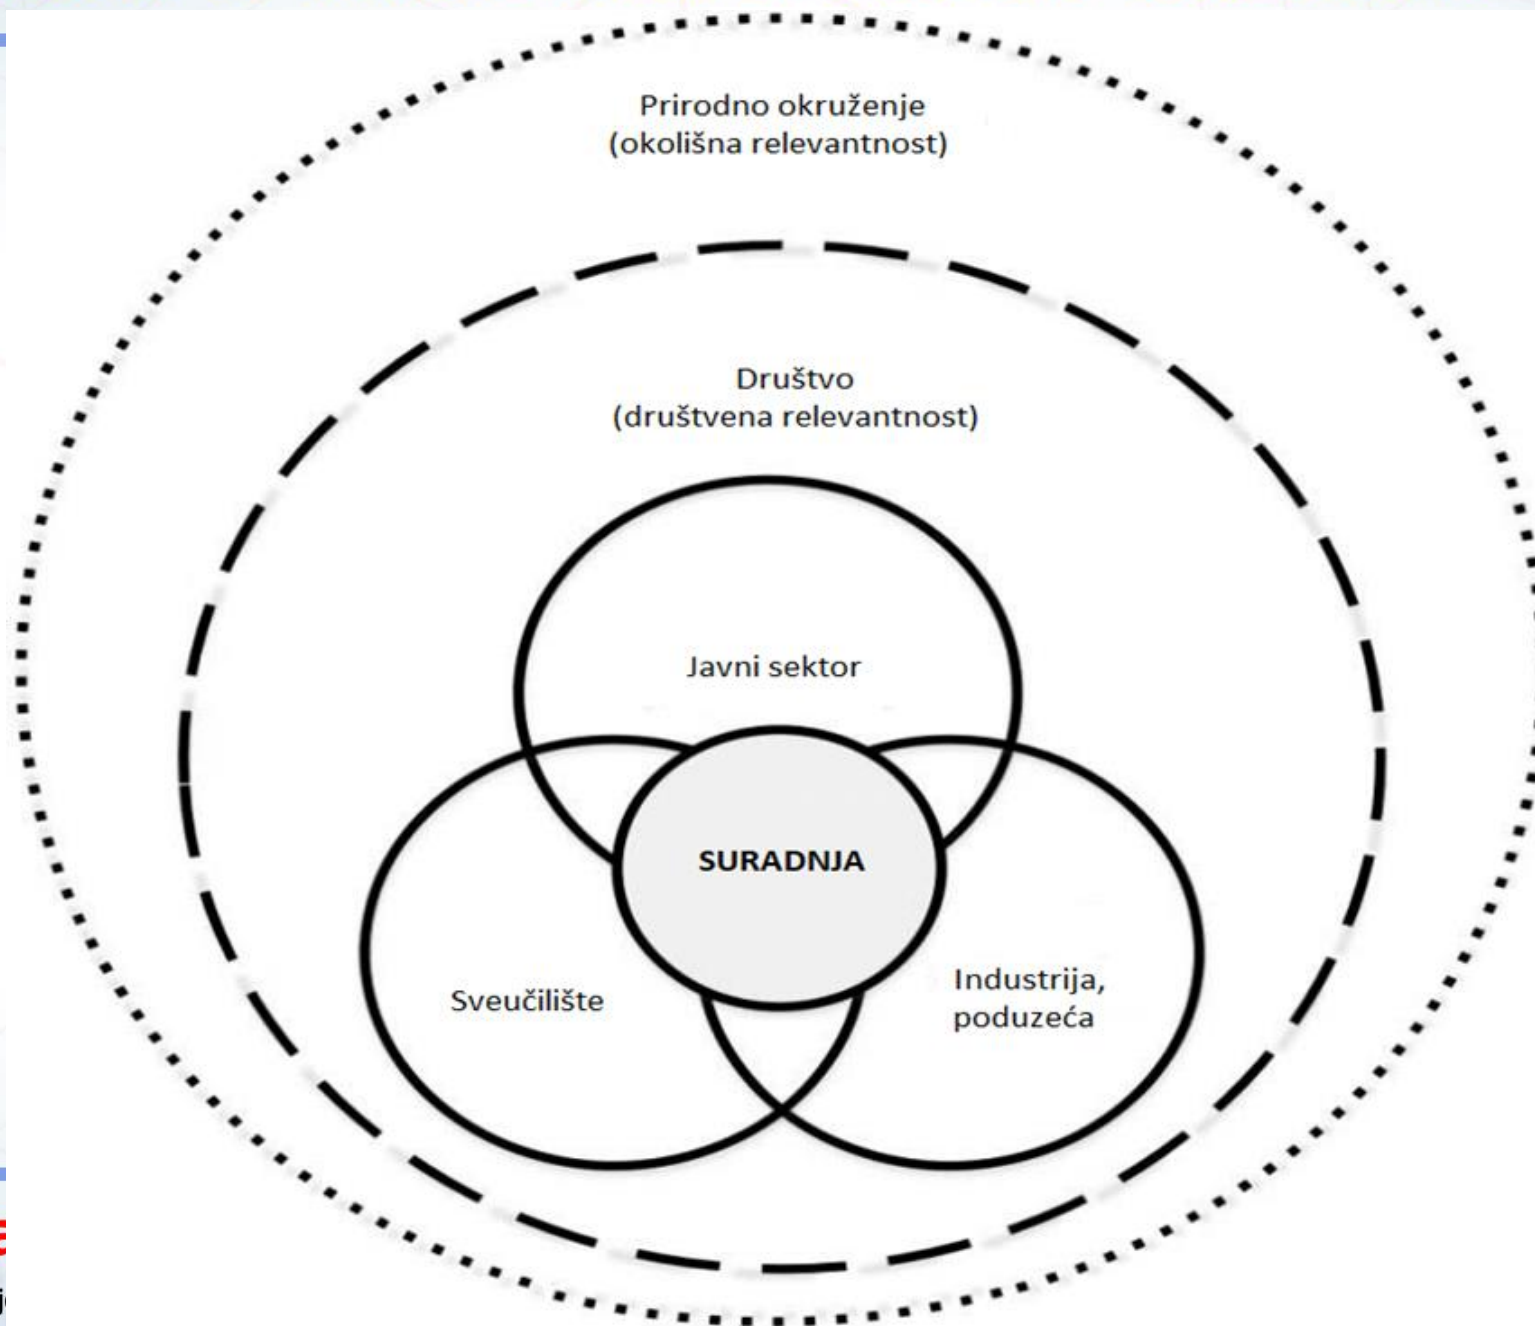 Prirodno okruženje
(okolišna relevantnost)
Društvo
(društvena relevantnost)
Javni sektor
SURADNJA
Sveučilište
Industrija,
poduzeća